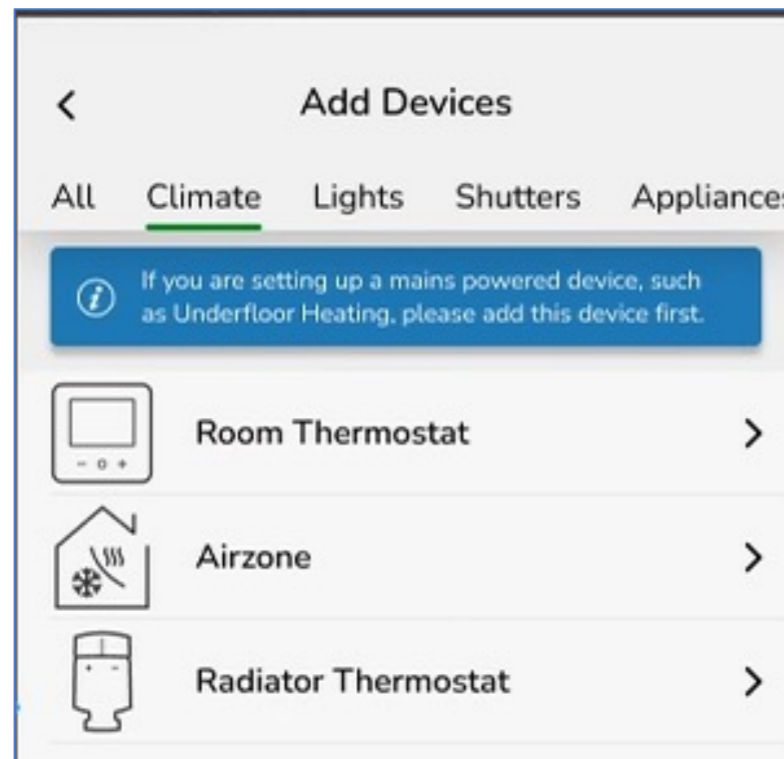 Add Devices
All Climate Lights Shutters Appliances
If you are setting up a mains powered device, such
as Underfloor Heating, please add this device first.
Room Thermostat
Airzone
Radiator Thermostat